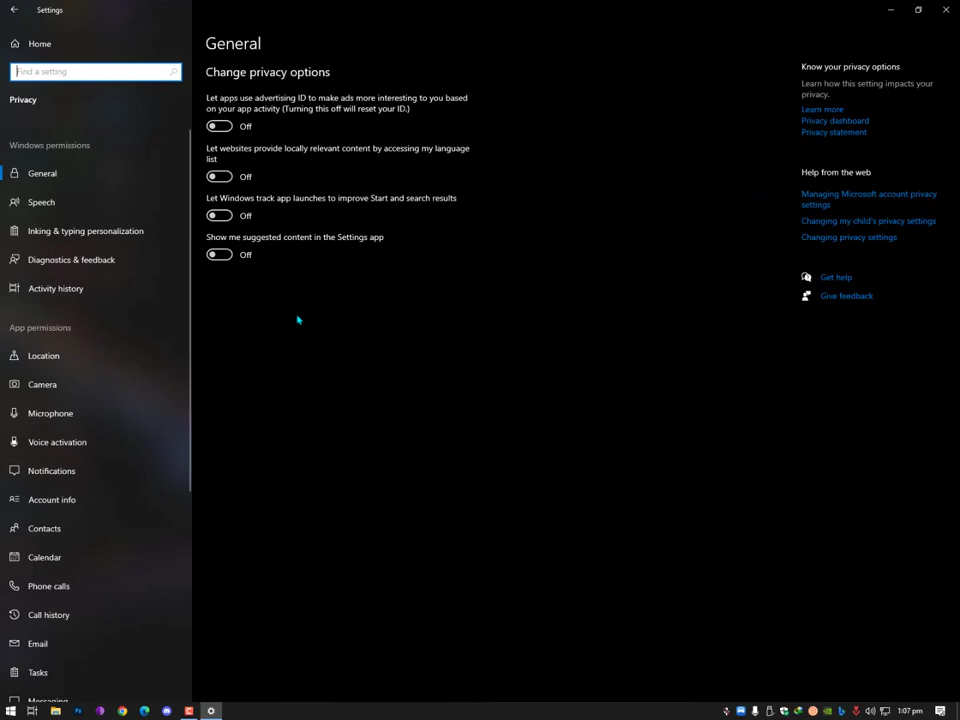 Settings
Home
Find a setting
Privacy
Windows permissions
General
Speech
Inking & typing personalization
Diagnostics & feedback
Activity history
App permissions
Location
Camera
Microphone
Voice activation
Notifications
Account info
Contacts
Calendar
Phone calls
Call history
Email
Tasks
Messaging
General
Change privacy options
Let apps use advertising ID to make ads more interesting to you based
on your app activity (Turning this off will reset your ID.)
Off
Let websites provide locally relevant content by accessing my language
list
Off
Let Windows track app launches to improve Start and search results
Off
Show me suggested content in the Settings app
Off
Know your privacy options
Learn how this setting impacts your
privacy.
Learn more
Privacy dashboard
Privacy statement
Help from the web
Managing Microsoft account privacy
settings
Changing my child's privacy settings
Changing privacy settings
Get help
Give feedback
1:07 pm